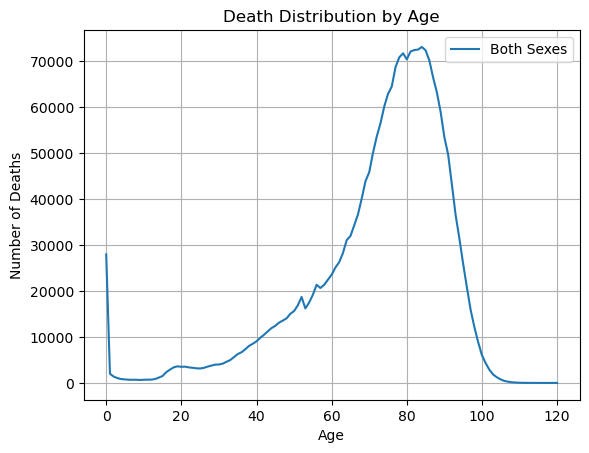 Death Distribution by Age
Both Sexes
Number of Deaths
70000
60000
50000
40000
30000
20000
10000
0
0 20 40 60 80 100 120
Age